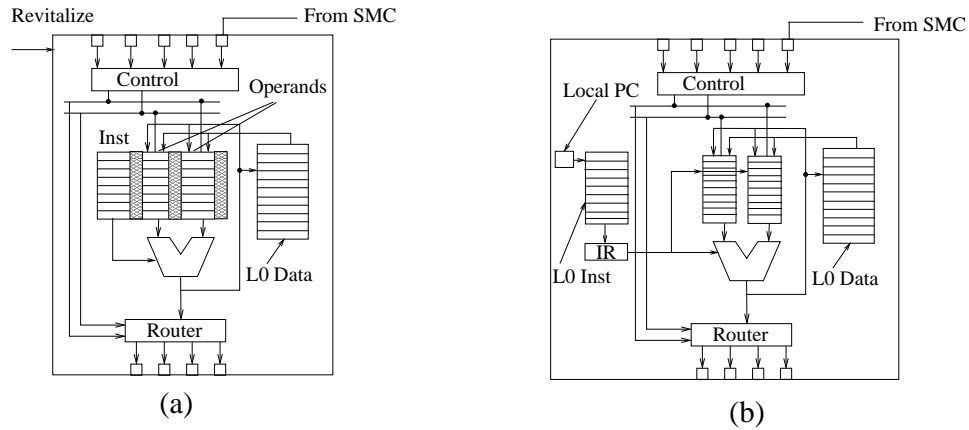 Revitalize
From SMC
Control
Operands
Inst
L0 Data
Router
(a)
From SMC
Control
Local PC
IR
L0 Inst
L0 Data
Router
(b)